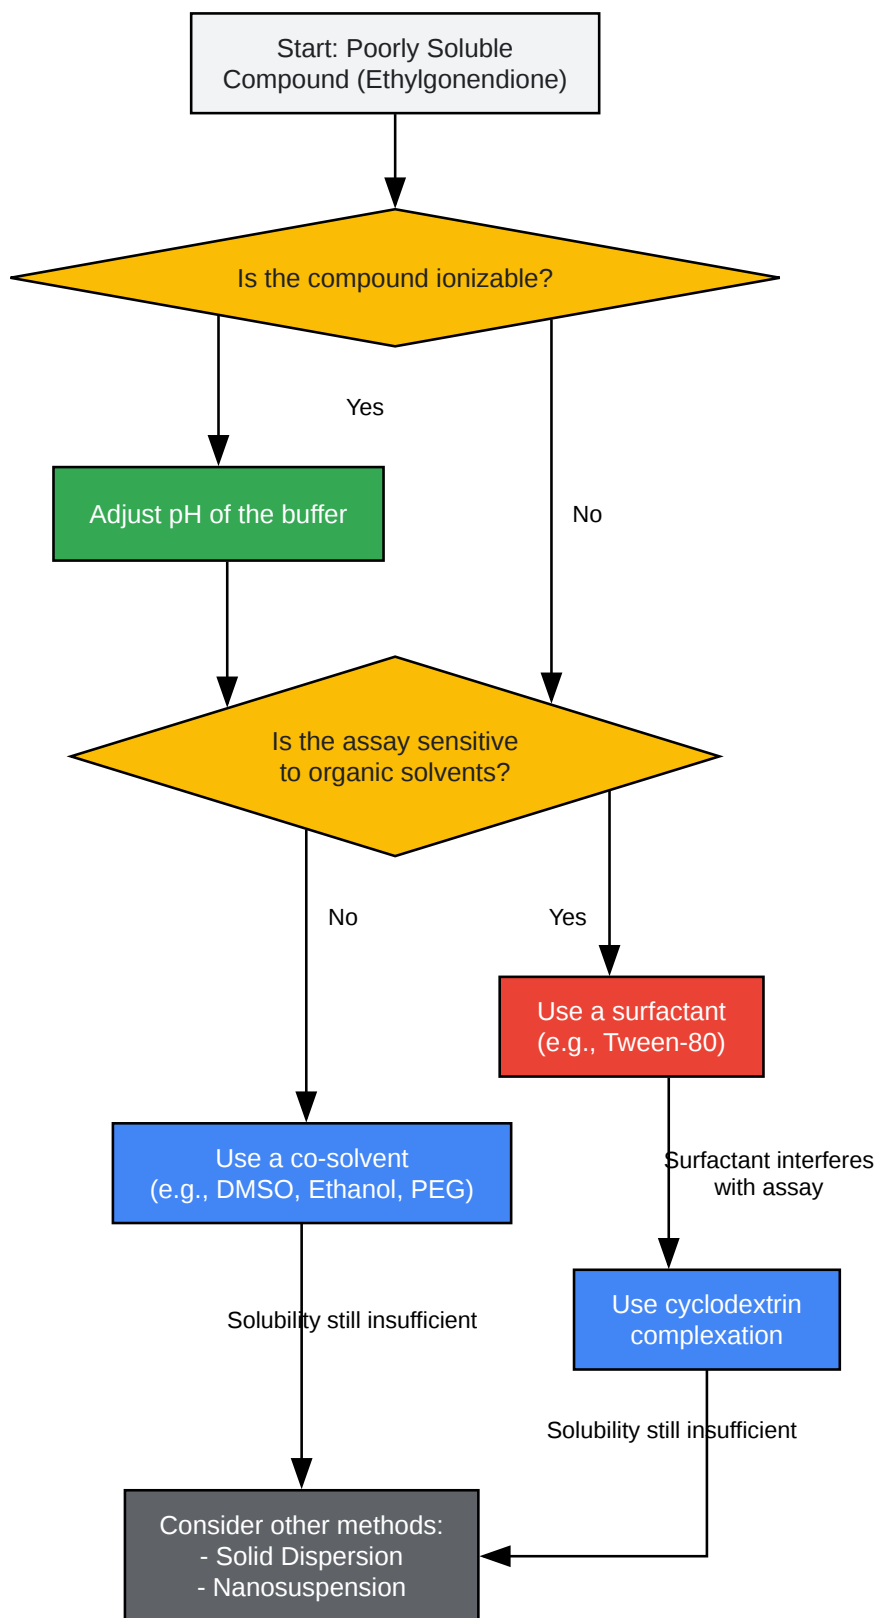 Start: Poorly Soluble
Compound (Ethylgonendione)
Is the compound ionizable?
Yes
Adjust pH of the buffer
No
Is the assay sensitive
to organic solvents?
No
Yes
Use a surfactant
(e.g., Tween-80)
Use a co-solvent
(e.g., DMSO, Ethanol, PEG)
Surfactant interferes
with assay
Use cyclodextrin
complexation
Solubility still insufficient
Solubility still insufficient
Consider other methods:
- Solid Dispersion
- Nanosuspension